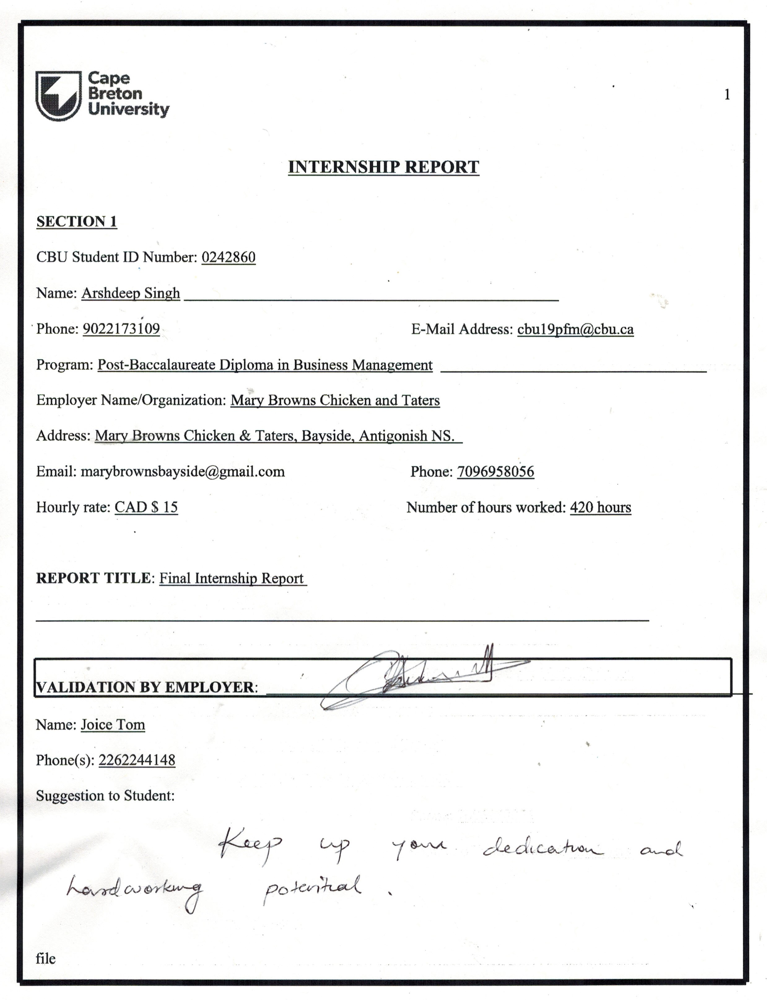 Cape
Breton
University
1
INTERNSHIP REPORT
SECTION 1
CBU Student ID Number: 0242860
Name: Arshdeep Singh
Phone: 9022173109 E-Mail Address: cbu19pfm@cbu.ca
Program: Post-Baccalaureate Diploma in Business Management
Employer Name/Organization: Mary Browns Chicken and Taters
Address: Mary Browns Chicken & Taters, Bayside, Antigonish NS.
Email: marybrownsbayside@gmail.com Phone: 7096958056
Hourly rate: CAD $ 15 Number of hours worked: 420 hours
REPORT TITLE: Final Internship Report
VALIDATION BY EMPLOYER:
Name: Joice Tom
Phone(s): 2262244148
Suggestion to Student:
Keep up your dedication and
hardworking potential .
file